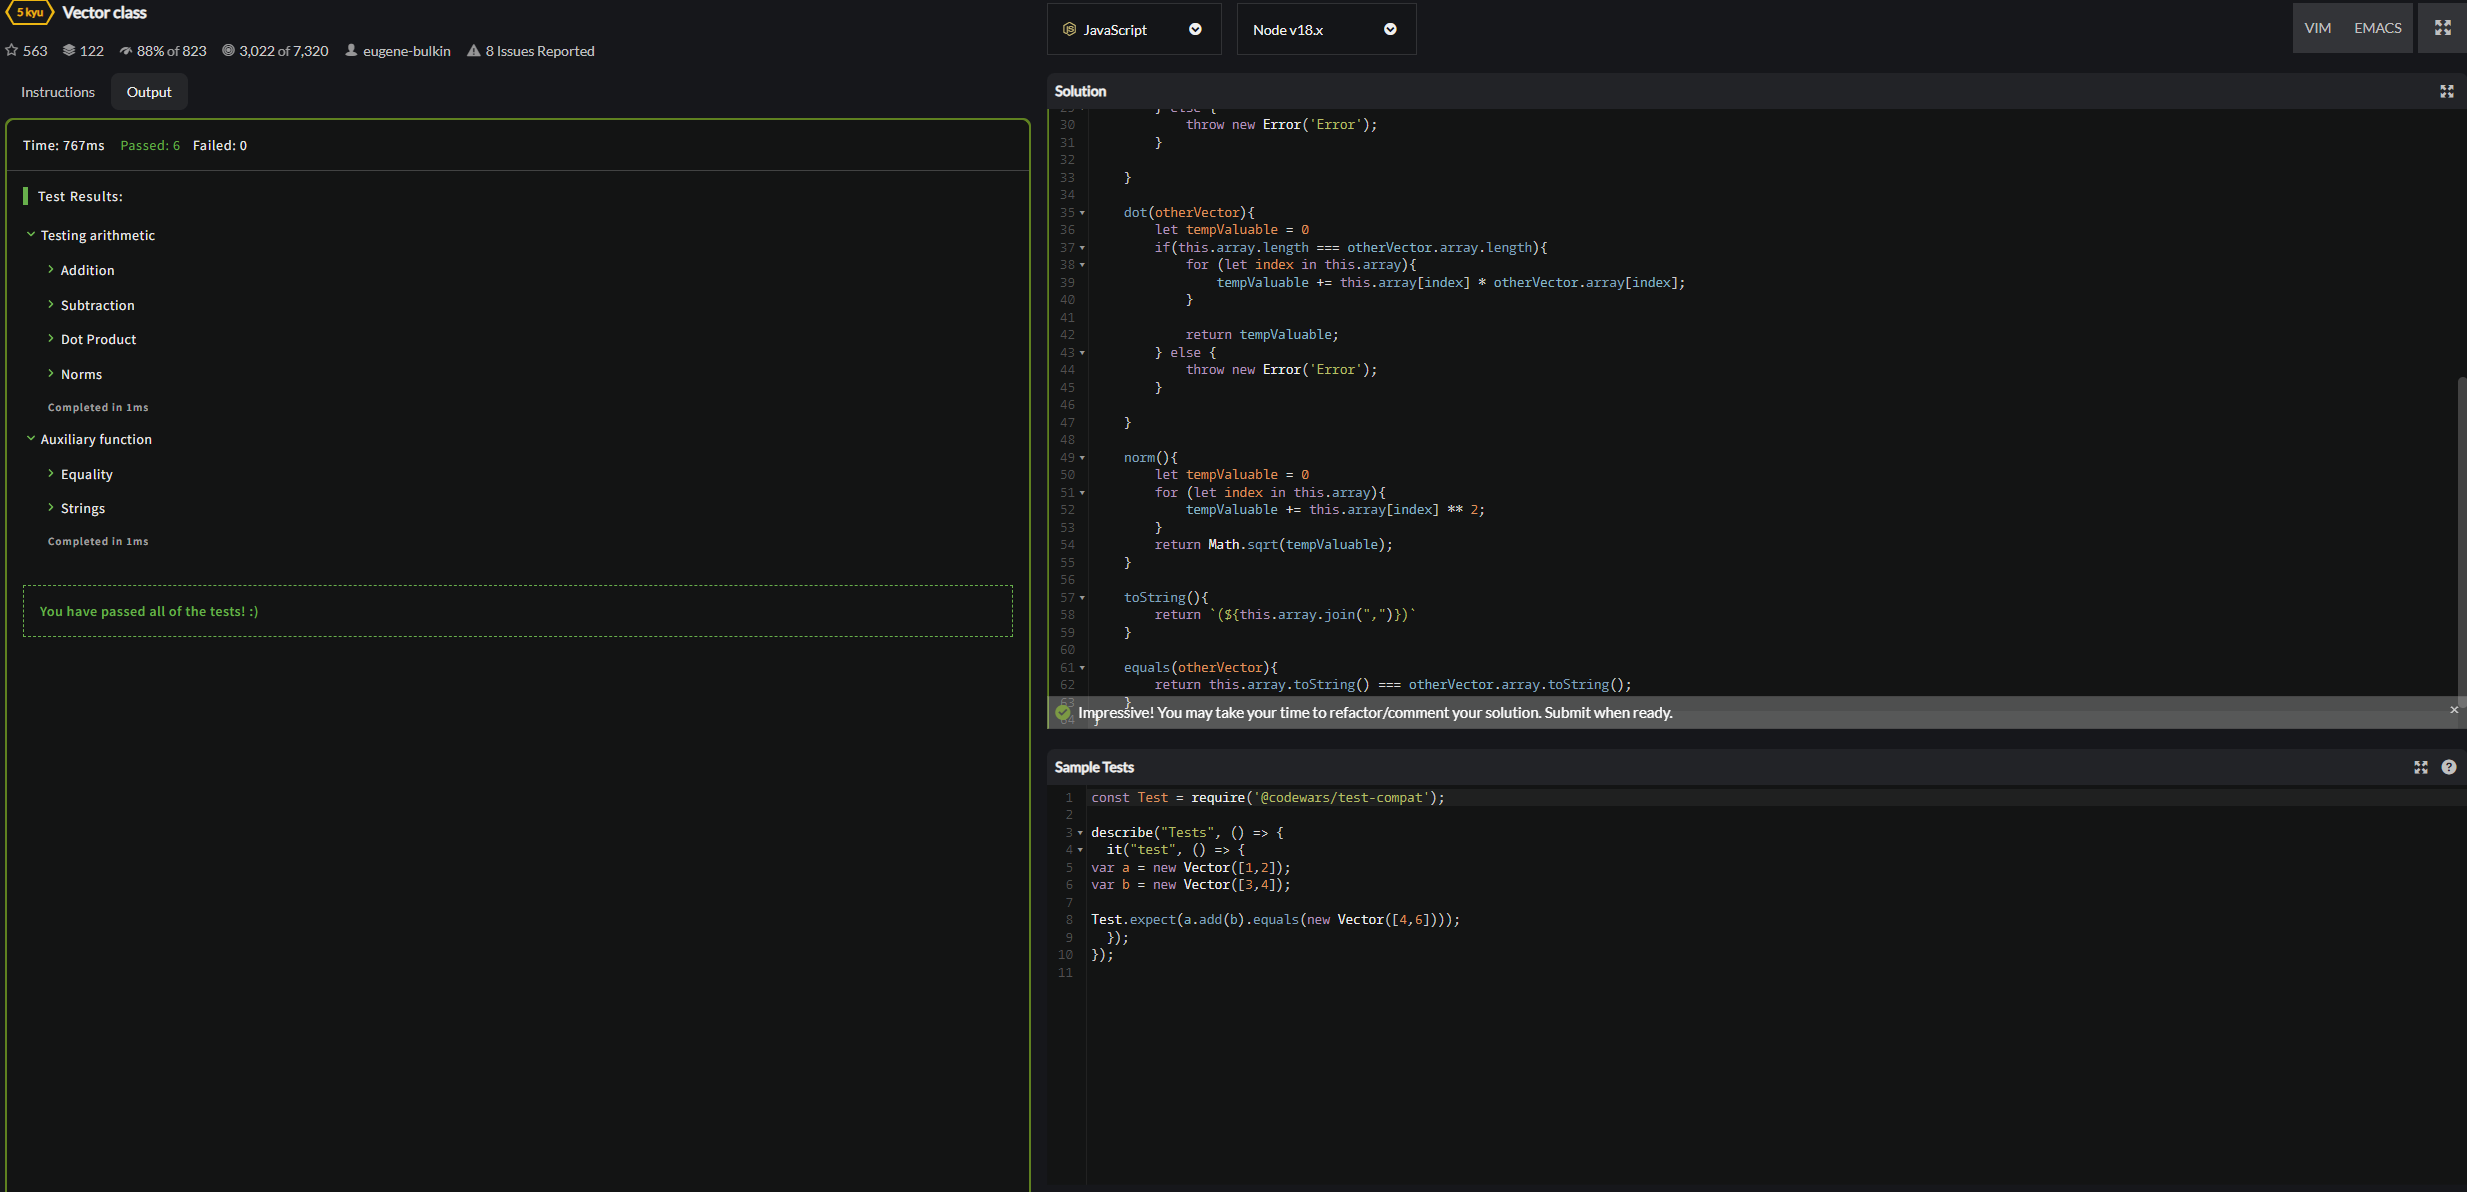 5 kyu Vector class
563 122 88% of 823 3,022 of 7,320 eugene-bulkin 8 Issues Reported
Instructions Output
Time: 767ms Passed: 6 Failed: 0
Test Results:
Testing arithmetic
Addition
Subtraction
Dot Product
Norms
Completed in 1ms
Auxiliary function
Equality
Strings
Completed in 1ms
You have passed all of the tests! :)
JavaScript Node v18.x VIM EMACS
Solution
29 } else {
30 throw new Error('Error');
31 }
32
33 }
34
35 dot(otherVector){
36 let tempValuable = 0
37 if(this.array.length === otherVector.array.length){
38 for (let index in this.array){
39 tempValuable += this.array[index] * otherVector.array[index];
40 }
41
42 return tempValuable;
43 } else {
44 throw new Error('Error');
45 }
46
47 }
48
49 norm(){
50 let tempValuable = 0
51 for (let index in this.array){
52 tempValuable += this.array[index] ** 2;
53 }
54 return Math.sqrt(tempValuable);
55 }
56
57 toString(){
58 return `(${this.array.join(",")})`
59 }
60
61 equals(otherVector){
62 return this.array.toString() === otherVector.array.toString();
63 }
64 }
Impressive! You may take your time to refactor/comment your solution. Submit when ready. ×
Sample Tests ?
1 const Test = require('@codewars/test-compat');
2
3 describe("Tests", () => {
4 it("test", () => {
5 var a = new Vector([1,2]);
6 var b = new Vector([3,4]);
7
8 Test.expect(a.add(b).equals(new Vector([4,6])));
9 });
10 });
11